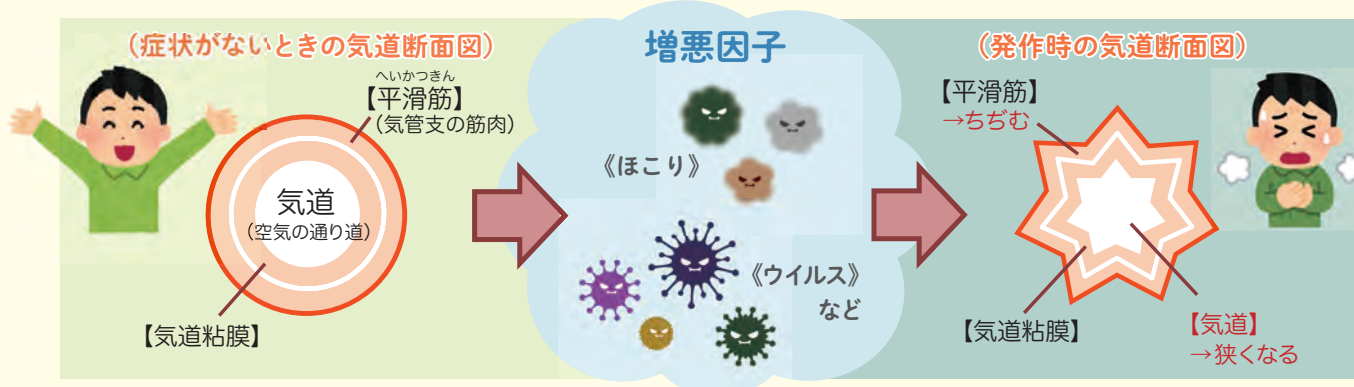 (症状がないときの気道断面図)
へいかつきん
【平滑筋】
(気管支の筋肉)
気道
(空気の通り道)
【気道粘膜】
増悪因子
《ほこり》
《ウイルス》
など
(発作時の気道断面図)
【平滑筋】
→ちぢむ
【気道粘膜】
【気道】
→狭くなる